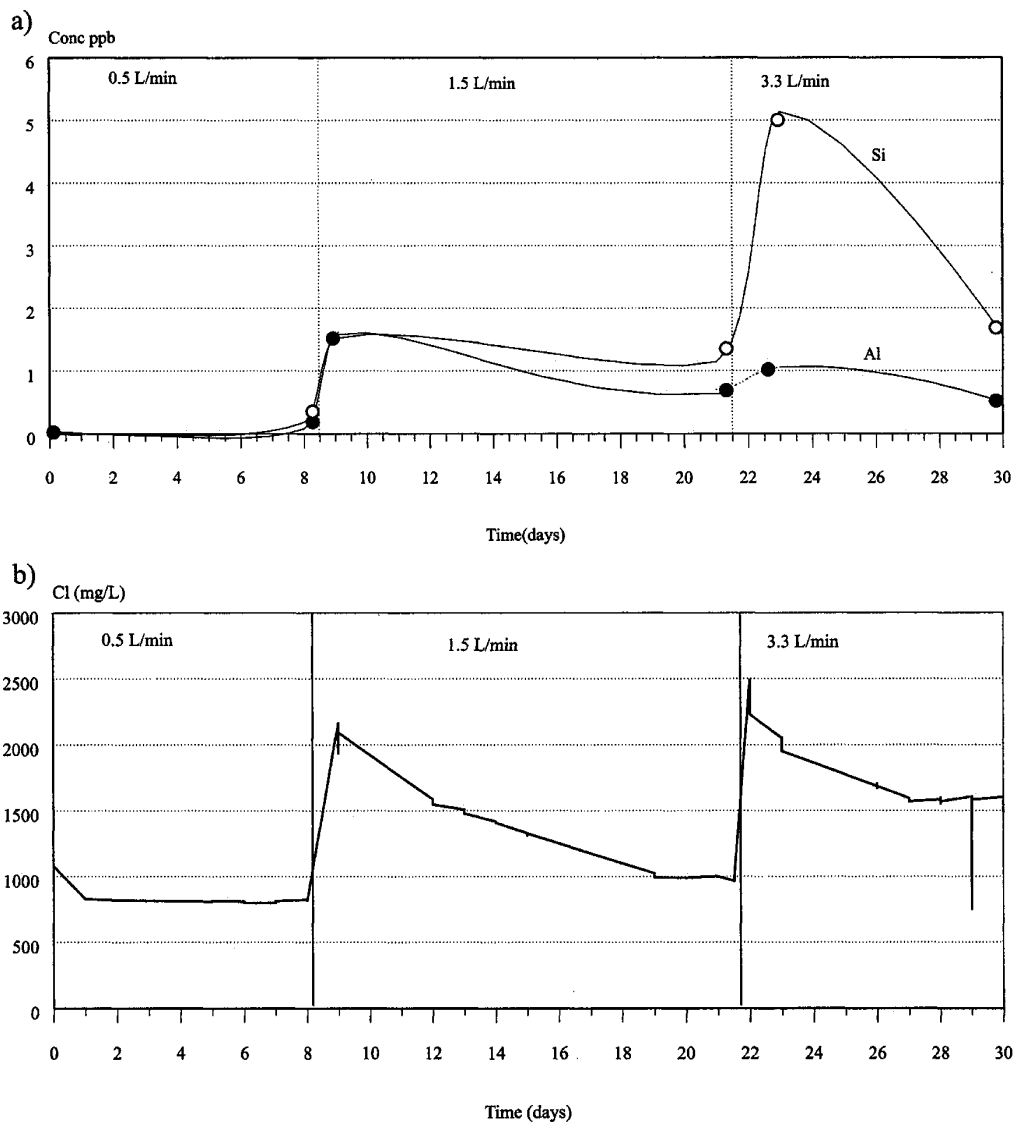 a)
Conc ppb
6
5
4
3
2
1
0
0.5 L/min
1.5 L/min
3.3 L/min
Si
Al
0 2 4 6 8 10 12 14 16 18 20 22 24 26 28 30
Time(days)
b)
Cl (mg/L)
3000
2500
2000
1500
1000
500
0
0.5 L/min
1.5 L/min
3.3 L/min
0 2 4 6 8 10 12 14 16 18 20 22 24 26 28 30
Time (days)